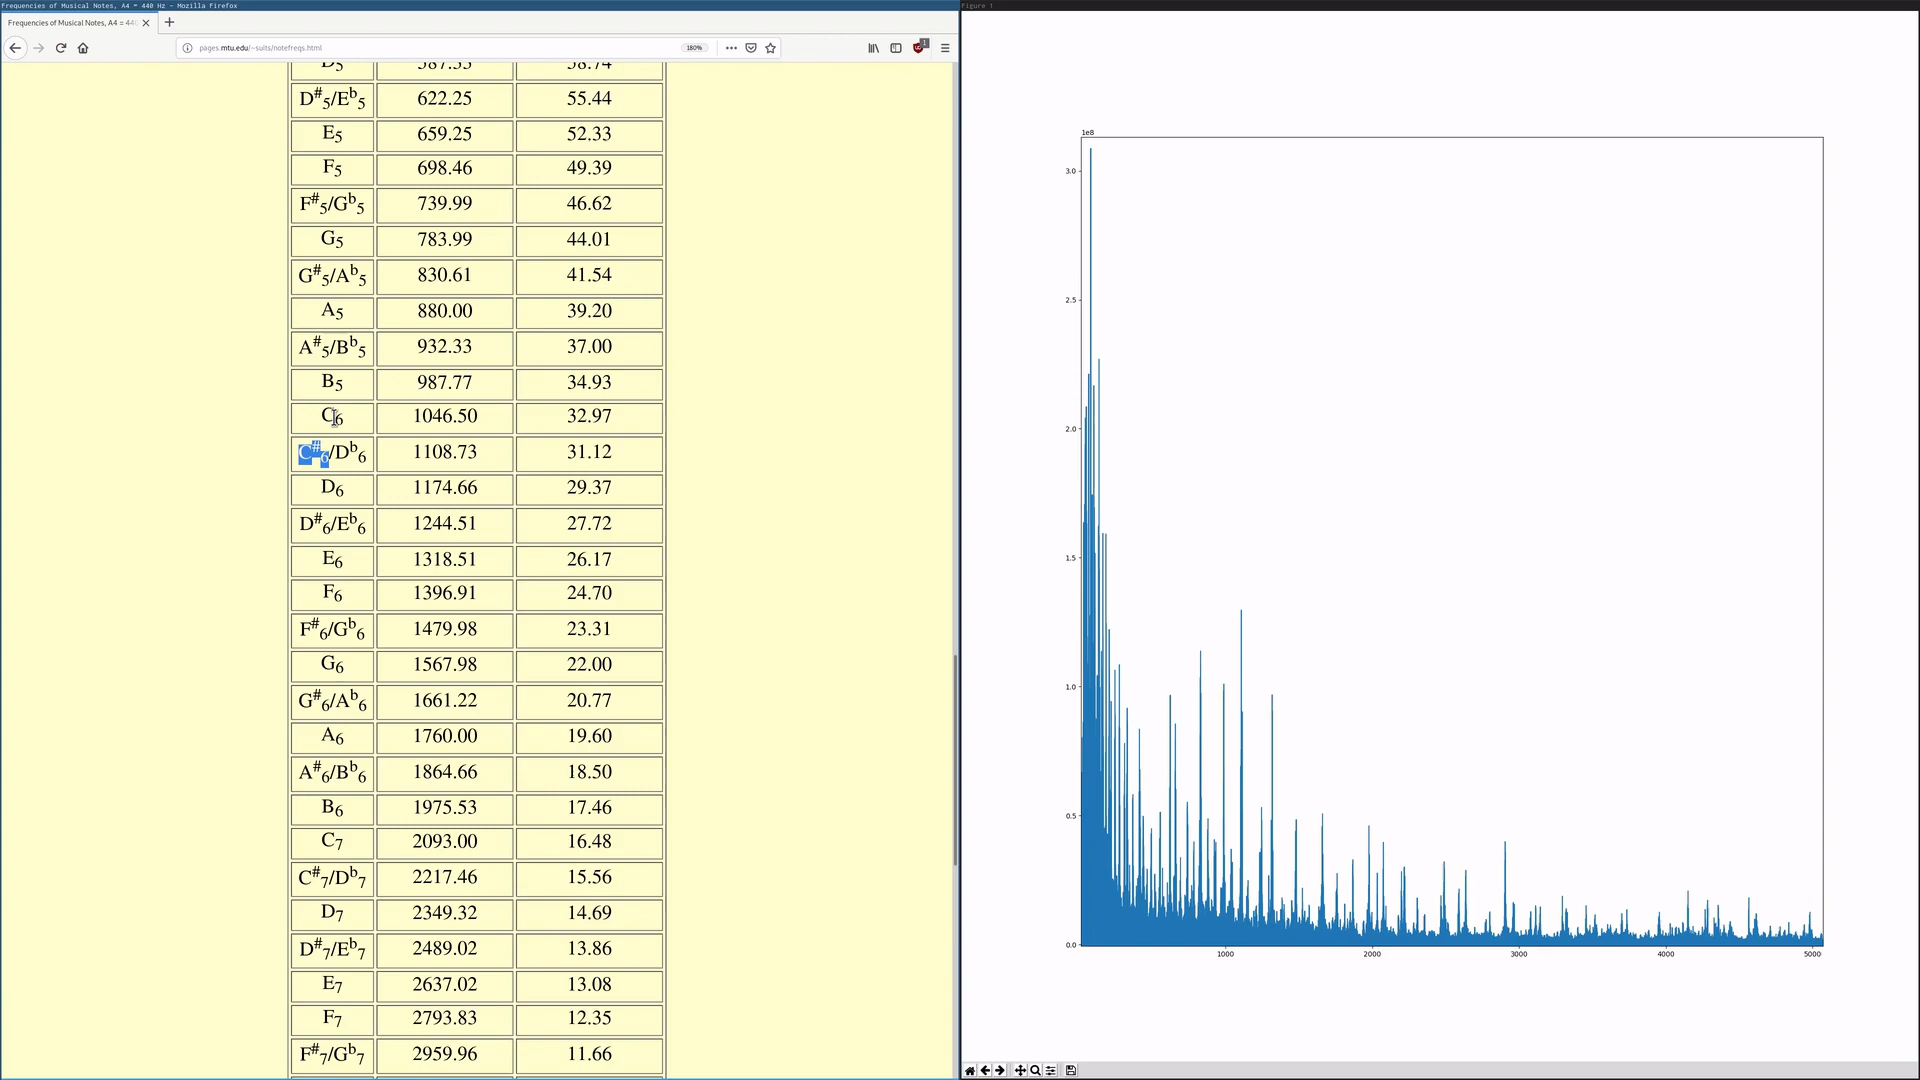 Frequencies of Musical Notes, A4 = 440 Hz - Mozilla Firefox
Frequencies of Musical Notes, A4 = 44
pages.mtu.edu/~suits/notefreqs.html
180%
1
D5 587.33 58.74
D#5/Eb5 622.25 55.44
E5 659.25 52.33
F5 698.46 49.39
F#5/Gb5 739.99 46.62
G5 783.99 44.01
G#5/Ab5 830.61 41.54
A5 880.00 39.20
A#5/Bb5 932.33 37.00
B5 987.77 34.93
C6 1046.50 32.97
C#6/Db6 1108.73 31.12
D6 1174.66 29.37
D#6/Eb6 1244.51 27.72
E6 1318.51 26.17
F6 1396.91 24.70
F#6/Gb6 1479.98 23.31
G6 1567.98 22.00
G#6/Ab6 1661.22 20.77
A6 1760.00 19.60
A#6/Bb6 1864.66 18.50
B6 1975.53 17.46
C7 2093.00 16.48
C#7/Db7 2217.46 15.56
D7 2349.32 14.69
D#7/Eb7 2489.02 13.86
E7 2637.02 13.08
F7 2793.83 12.35
F#7/Gb7 2959.96 11.66
Figure 1
1e8
3.0
2.5
2.0
1.5
1.0
0.5
0.0
1000 2000 3000 4000 5000